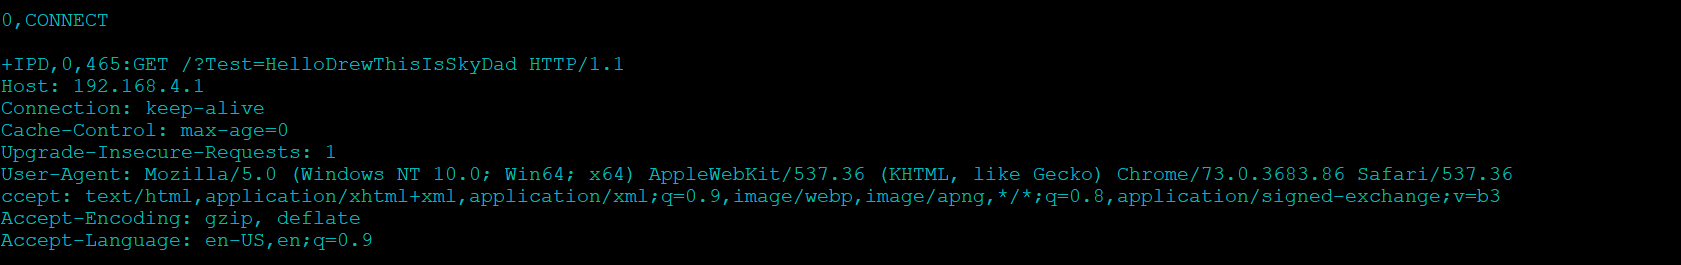 0,CONNECT
+IPD,0,465:GET /?Test=HelloDrewThisIsSkyDad HTTP/1.1
Host: 192.168.4.1
Connection: keep-alive
Cache-Control: max-age=0
Upgrade-Insecure-Requests: 1
User-Agent: Mozilla/5.0 (Windows NT 10.0; Win64; x64) AppleWebKit/537.36 (KHTML, like Gecko) Chrome/73.0.3683.86 Safari/537.36
ccept: text/html,application/xhtml+xml,application/xml;q=0.9,image/webp,image/apng,*/*;q=0.8,application/signed-exchange;v=b3
Accept-Encoding: gzip, deflate
Accept-Language: en-US,en;q=0.9